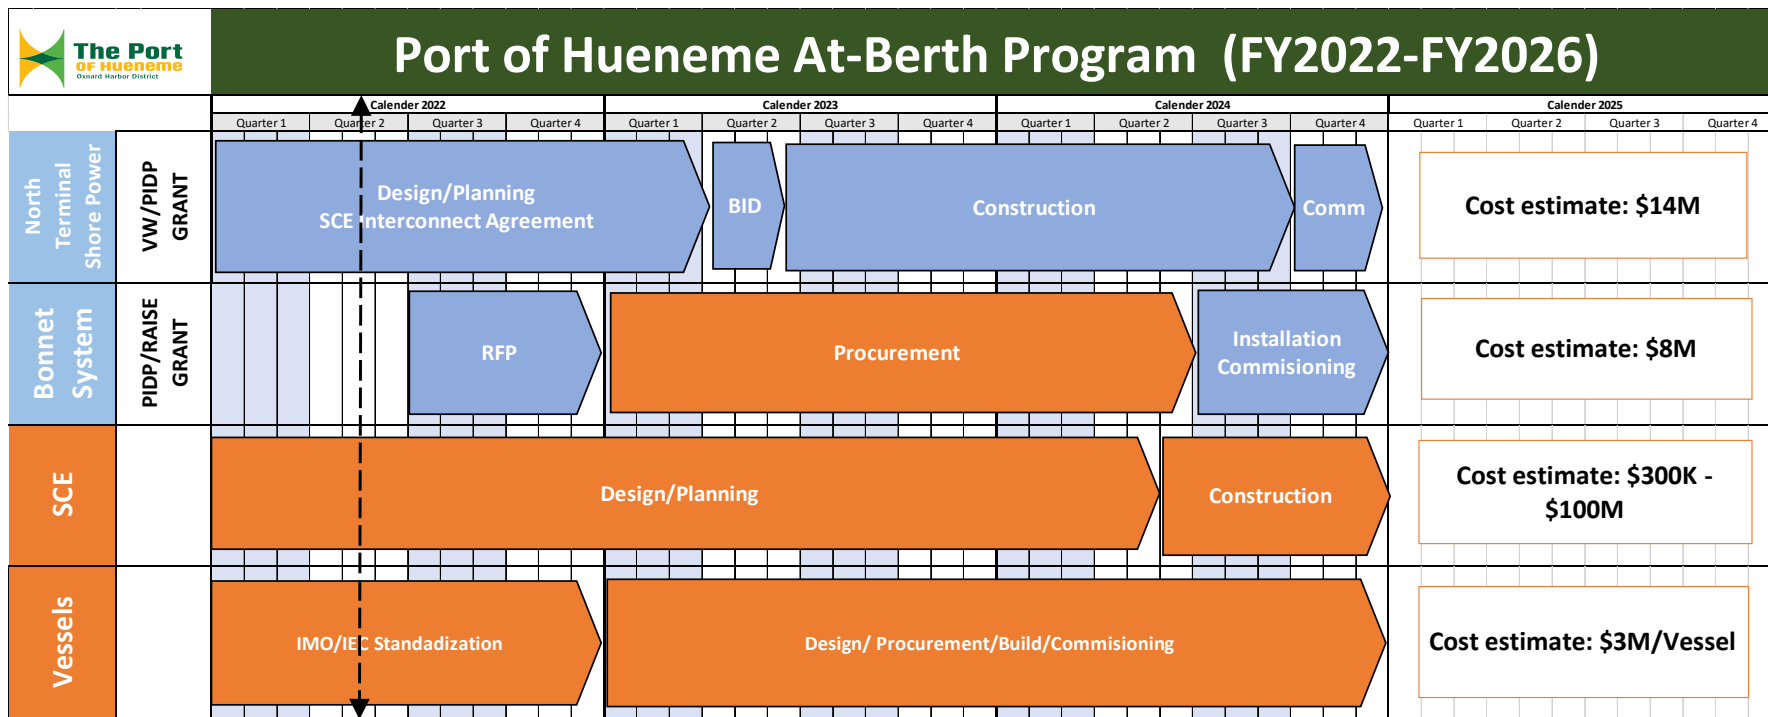 The Port
OF HUENEME
Oxnard Harbor District
Port of Hueneme At-Berth Program (FY2022-FY2026)
Calender 2022
Calender 2023
Calender 2024
Calender 2025
Quarter 1
Quarter 2
Quarter 3
Quarter 4
Quarter 1
Quarter 2
Quarter 3
Quarter 4
Quarter 1
Quarter 2
Quarter 3
Quarter 4
Quarter 1
Quarter 2
Quarter 3
Quarter 4
North
Terminal
Shore Power
VW/PIDP
GRANT
Design/Planning
SCE Interconnect Agreement
BID
Construction
Comm
Cost estimate: $14M
Bonnet
System
PIDP/RAISE
GRANT
RFP
Procurement
Installation
Commisioning
Cost estimate: $8M
SCE
Design/Planning
Construction
Cost estimate: $300K -
$100M
Vessels
IMO/IEC Standadization
Design/ Procurement/Build/Commisioning
Cost estimate: $3M/Vessel